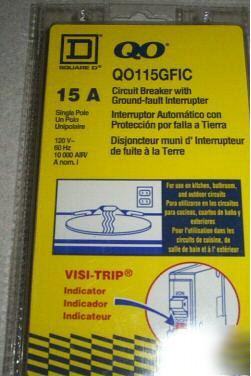 D
SQUARE D®
QO®
QO115GFIC
15 A
Circuit Breaker with
Ground-fault Interrupter
Single Pole
Un Polo
Unipolaire
Interruptor Automático con
Protección por falla a Tierra
120 V~
60 Hz
10 000 AIR/
A nom. I
Disjoncteur muni d' Interrupteur
de fuite à la Terre
For use in kitchen, bathroom,
and outdoor circuits
Para utilizarse en los circuitos
para cocinas, cuartos de baño y
exteriores
Pour l'utilisation dans les
circuits de cuisine, de
salle de bain et à l' extérieur
VISI-TRIP®
Indicator
Indicador
Indicateur